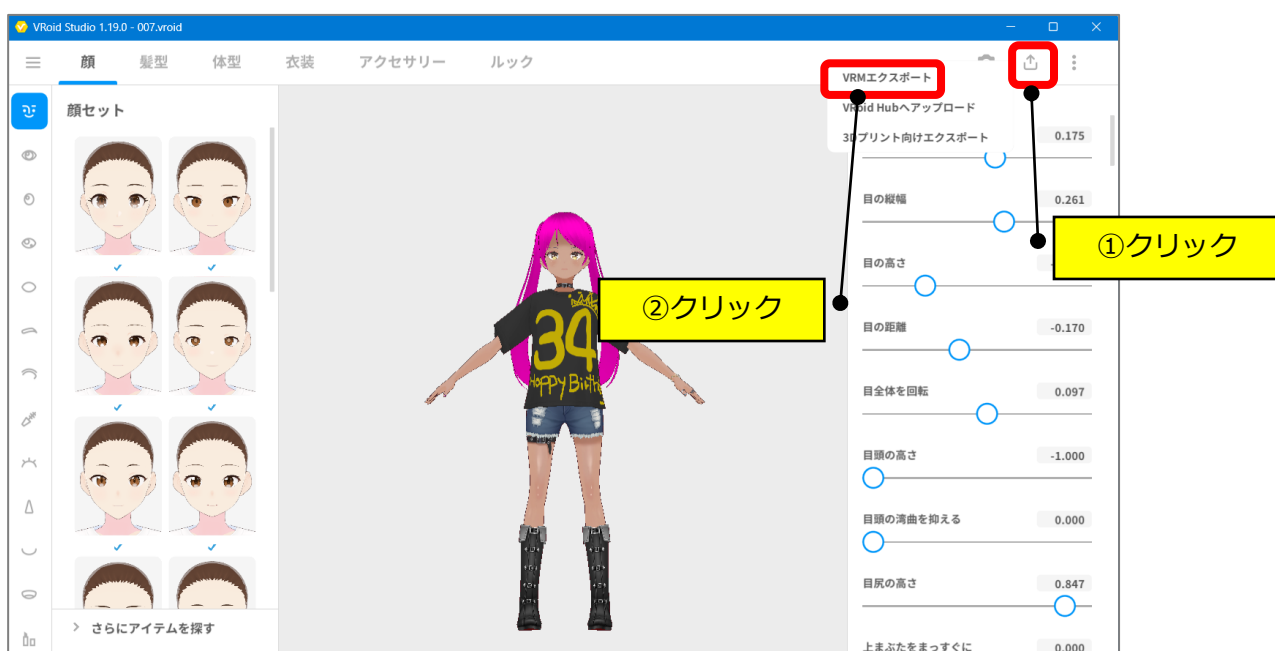 VRoid Studio 1.19.0 - 007.vroid
顔 髪型 体型 衣装 アクセサリー ルック
VRMエクスポート
VRoid Hubへアップロード
3Dプリント向けエクスポート
顔セット
0.175
目の縦幅 0.261
①クリック
目の高さ
②クリック
34
Happy Birth
目の距離 -0.170
目全体を回転 0.097
目頭の高さ -1.000
目頭の湾曲を抑える 0.000
目尻の高さ 0.847
さらにアイテムを探す
上まぶたをまっすぐに 0.000